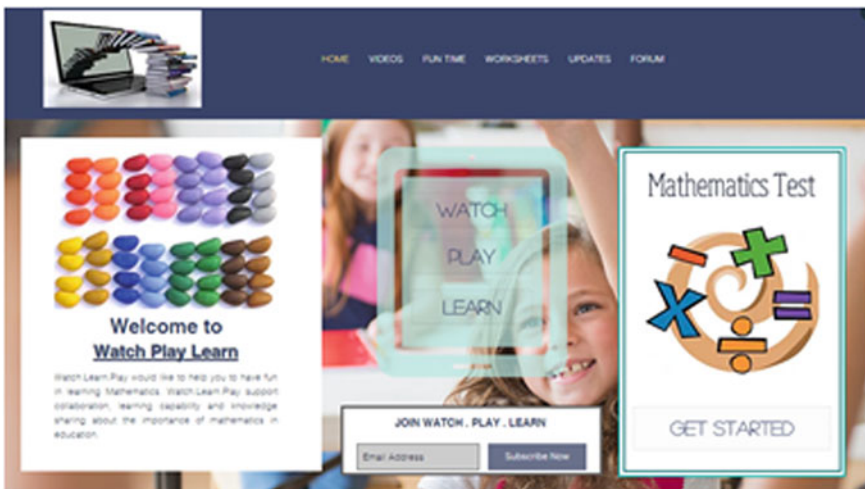 HOME VIDEOS FUN TIME WORKSHEETS UPDATES FORUM
WATCH
PLAY
LEARN
Welcome to
Watch Play Learn
Watch.Learn.Play would like to help you to have fun
in learning Mathematics. Watch.Learn.Play support
collaboration, learning capability and knowledge
sharing about the importance of mathematics in
education.
JOIN WATCH . PLAY . LEARN
Email Address
Subscribe Now
Mathematics Test
GET STARTED